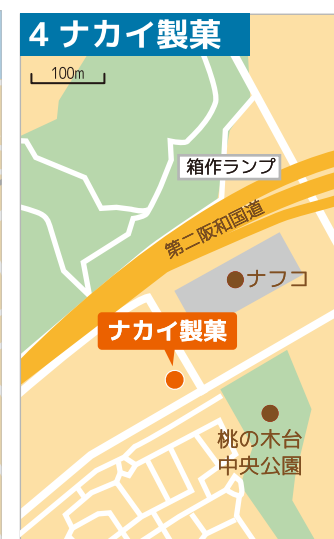 4 ナカイ製菓
100m
箱作ランプ
第二阪和国道
ナフコ
ナカイ製菓
桃の木台
中央公園